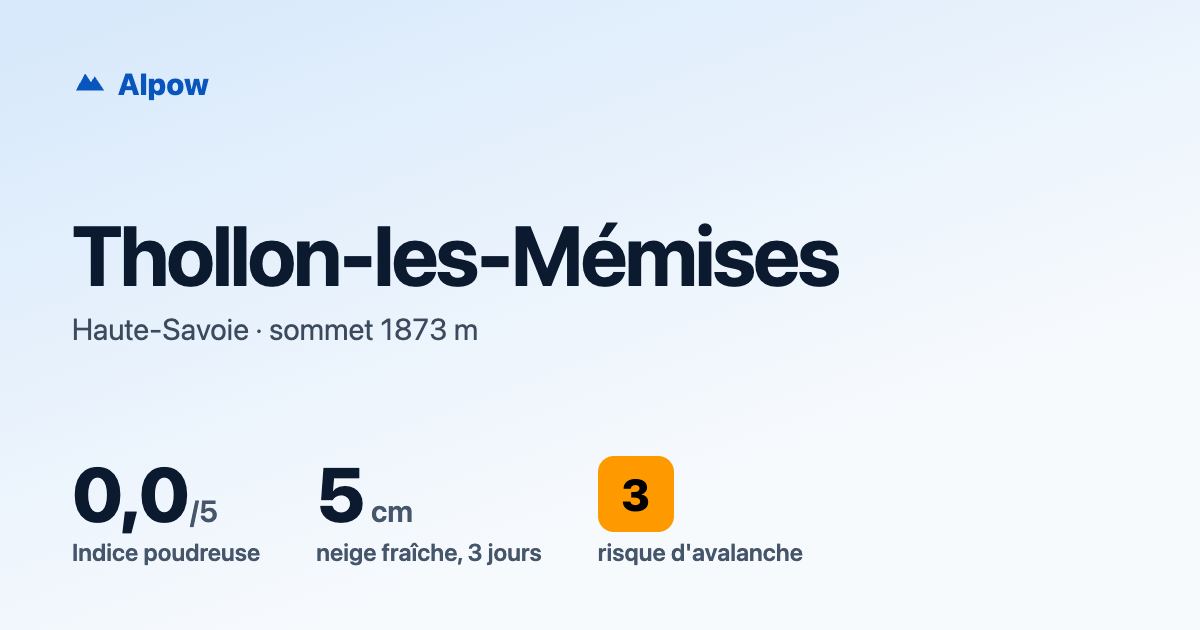 Alpow
Thollon-les-Mémises
Haute-Savoie · sommet 1873 m
0,0/5 5 cm 3
Indice poudreuse neige fraîche, 3 jours risque d'avalanche